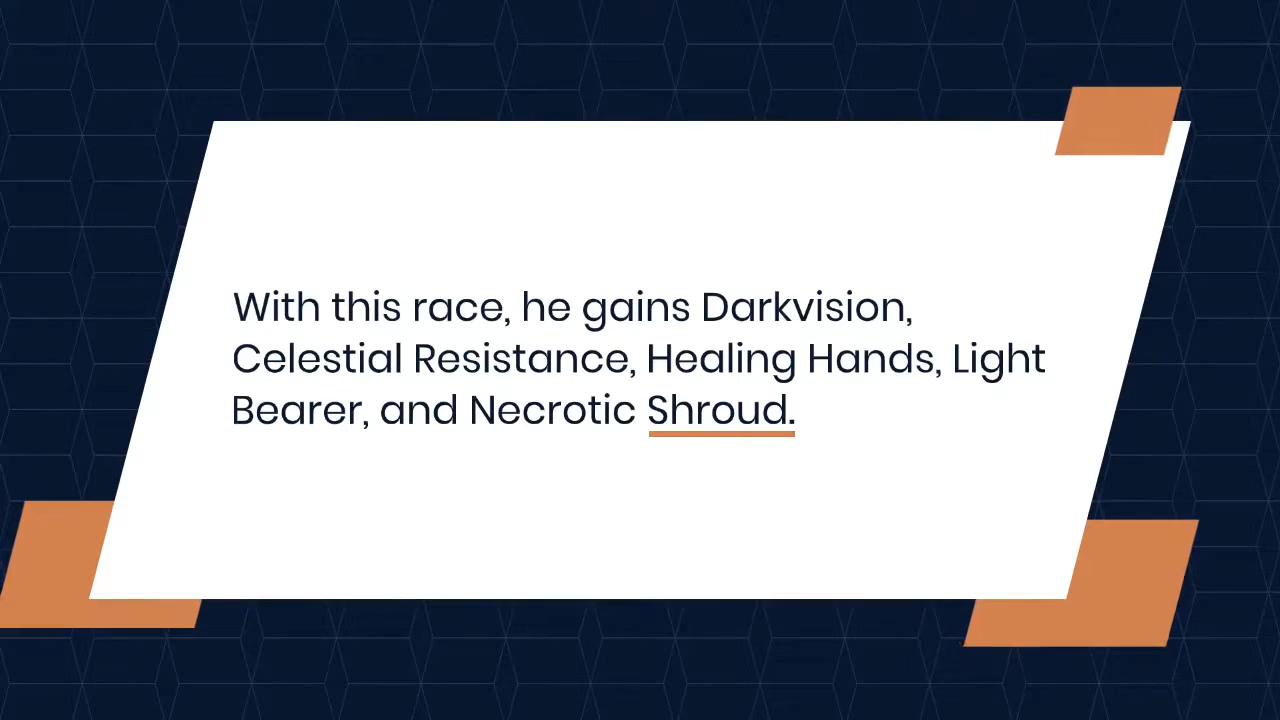 With this race, he gains Darkvision,
Celestial Resistance, Healing Hands, Light
Bearer, and Necrotic Shroud.